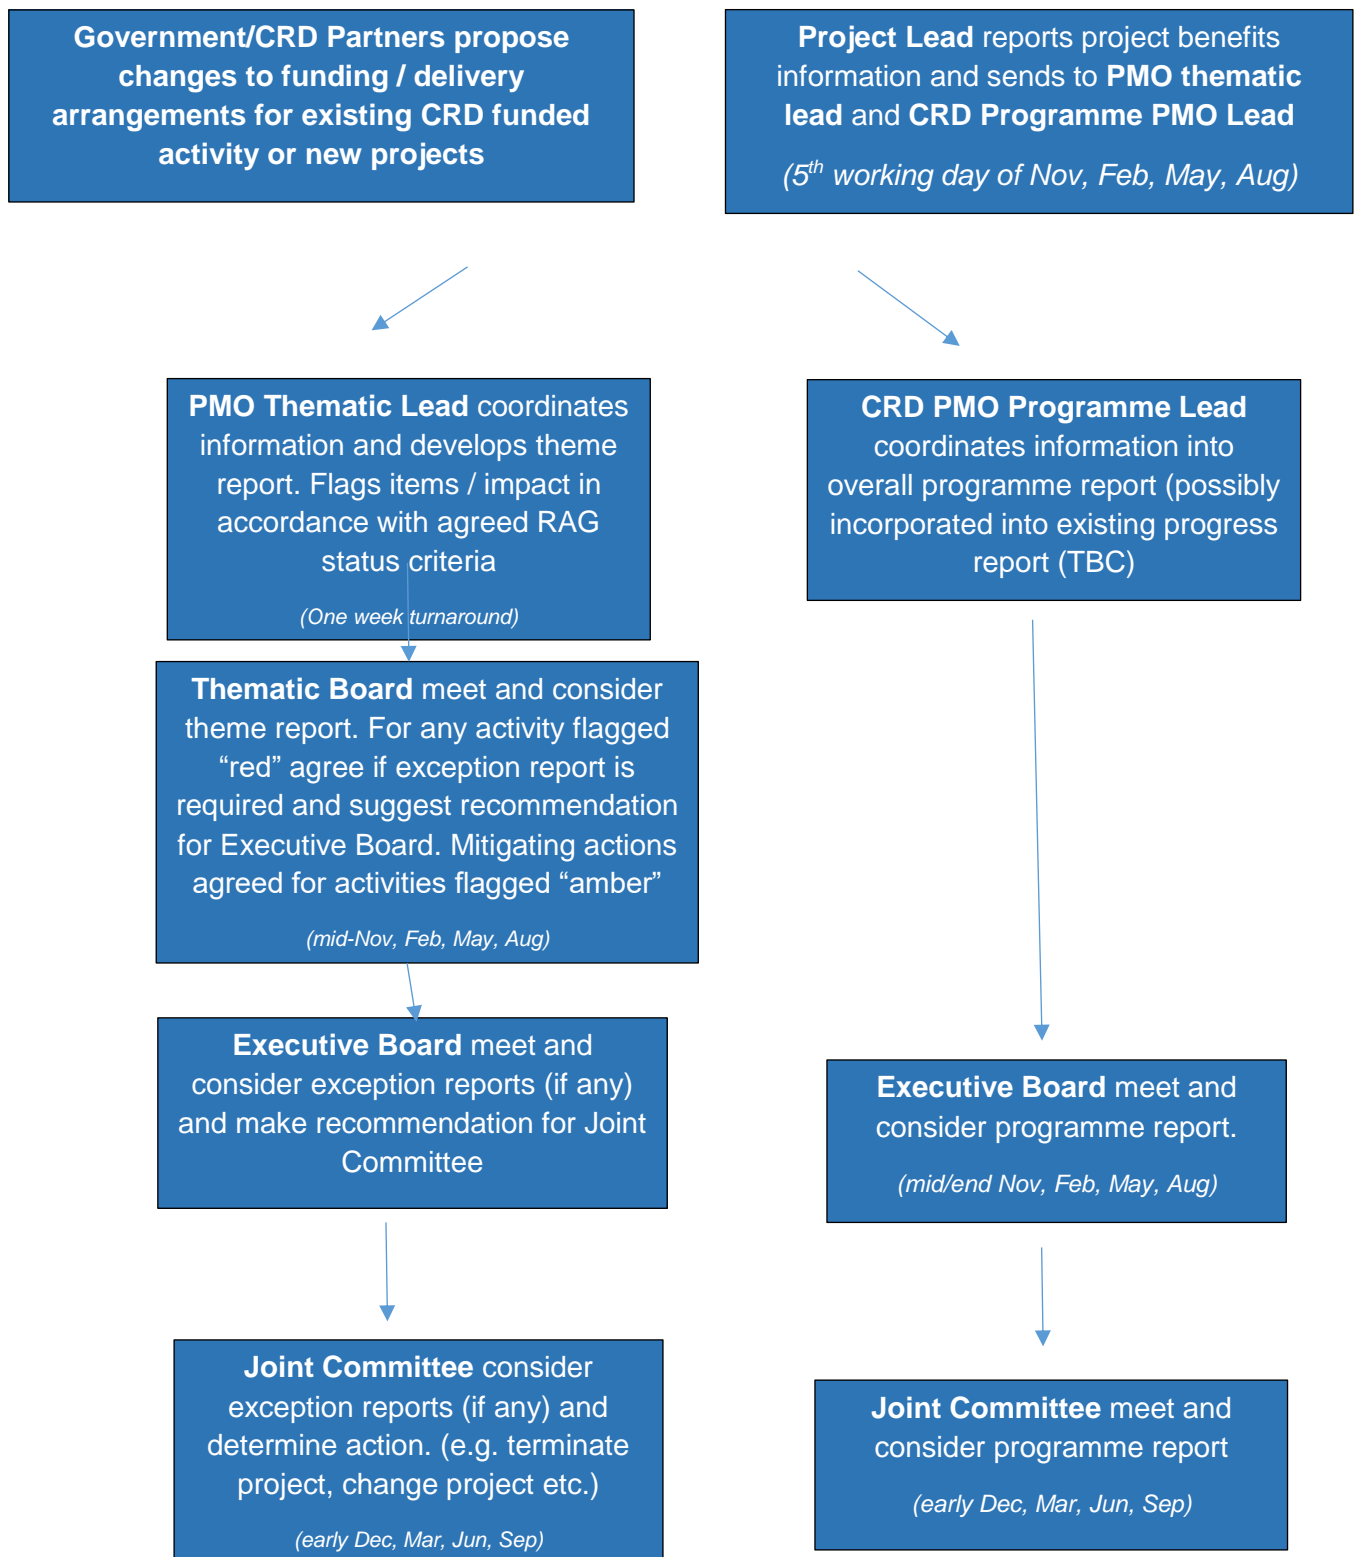 Government/CRD Partners propose
changes to funding / delivery
arrangements for existing CRD funded
activity or new projects
Project Lead reports project benefits
information and sends to PMO thematic
lead and CRD Programme PMO Lead
(5th working day of Nov, Feb, May, Aug)
PMO Thematic Lead coordinates
information and develops theme
report. Flags items / impact in
accordance with agreed RAG
status criteria
(One week turnaround)
CRD PMO Programme Lead
coordinates information into
overall programme report (possibly
incorporated into existing progress
report (TBC)
Thematic Board meet and consider
theme report. For any activity flagged
“red” agree if exception report is
required and suggest recommendation
for Executive Board. Mitigating actions
agreed for activities flagged “amber”
(mid-Nov, Feb, May, Aug)
Executive Board meet and
consider exception reports (if any)
and make recommendation for Joint
Committee
Executive Board meet and
consider programme report.
(mid/end Nov, Feb, May, Aug)
Joint Committee consider
exception reports (if any) and
determine action. (e.g. terminate
project, change project etc.)
(early Dec, Mar, Jun, Sep)
Joint Committee meet and
consider programme report
(early Dec, Mar, Jun, Sep)